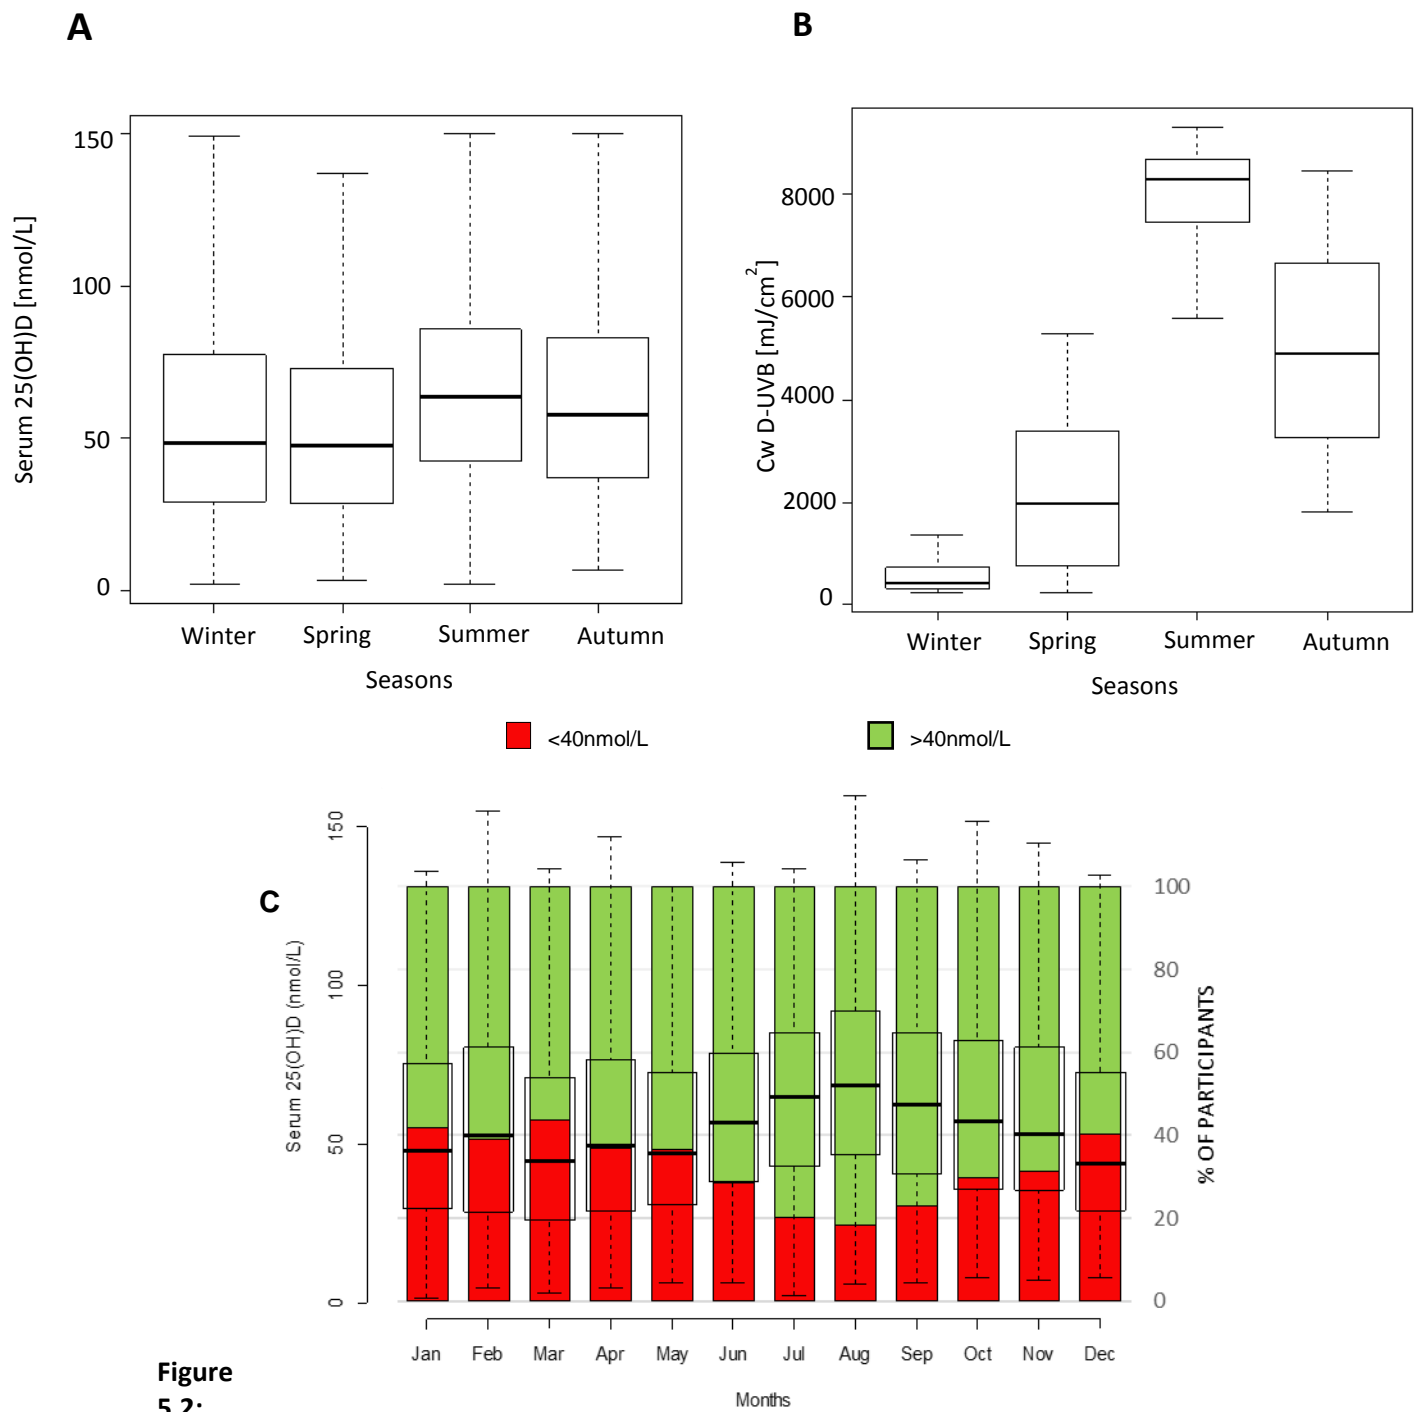 A
B
150
100
50
0
Serum 25(OH)D [nmol/L]
Winter Spring Summer Autumn
Seasons
8000
6000
4000
2000
0
Cw D-UVB [mJ/cm²]
Winter Spring Summer Autumn
Seasons
<40nmol/L >40nmol/L
C
150
100
50
0
Serum 25(OH)D (nmol/L)
100
80
60
40
20
0
% OF PARTICIPANTS
Jan Feb Mar Apr May Jun Jul Aug Sep Oct Nov Dec
Months
Figure
5.2: